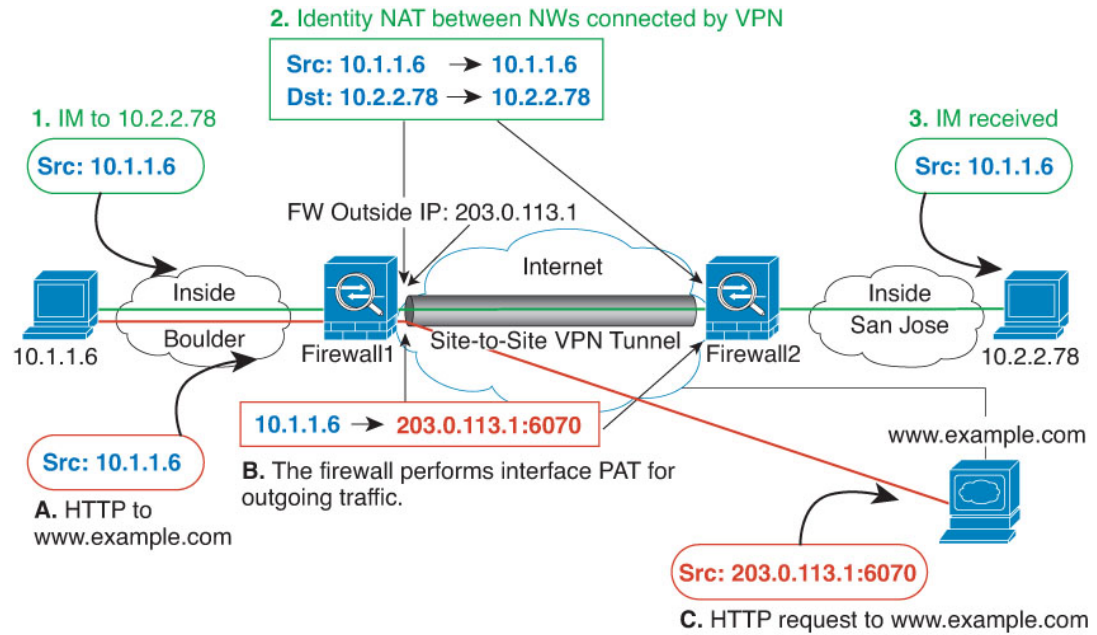 2. Identity NAT between NWs connected by VPN
Src: 10.1.1.6 → 10.1.1.6
Dst: 10.2.2.78 → 10.2.2.78
1. IM to 10.2.2.78
Src: 10.1.1.6
3. IM received
Src: 10.1.1.6
FW Outside IP: 203.0.113.1
Internet
Inside
Boulder
Inside
San Jose
10.1.1.6
Firewall1
Site-to-Site VPN Tunnel
Firewall2
10.2.2.78
10.1.1.6 → 203.0.113.1:6070
B. The firewall performs interface PAT for
outgoing traffic.
Src: 10.1.1.6
A. HTTP to
www.example.com
www.example.com
Src: 203.0.113.1:6070
C. HTTP request to www.example.com